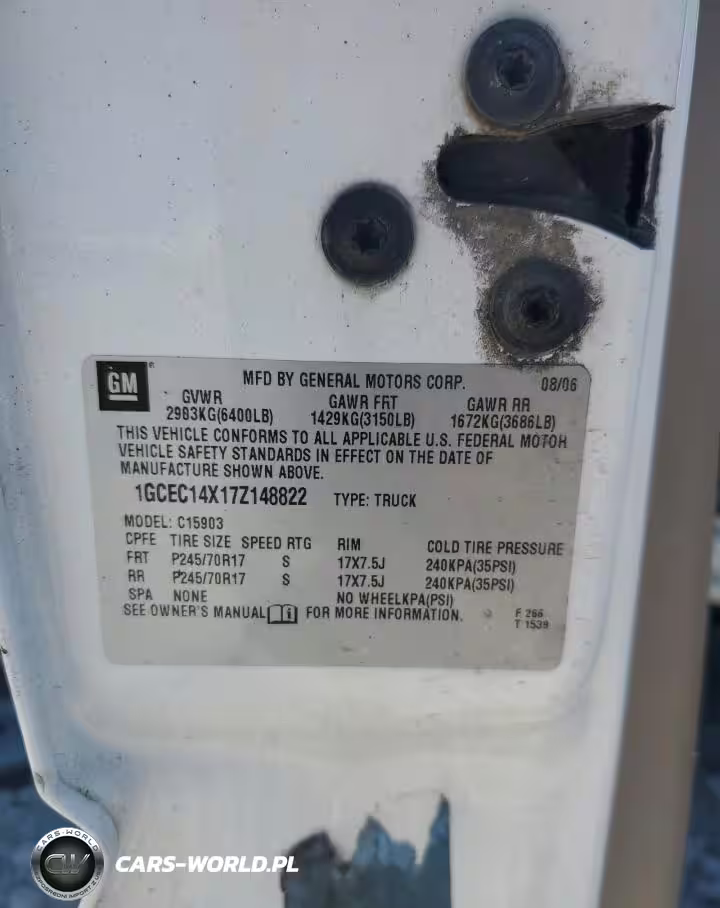 GM
MFD BY GENERAL MOTORS CORP. 08/06
GVWR GAWR FRT GAWR RR
2903KG(6400LB) 1429KG(3150LB) 1672KG(3686LB)
THIS VEHICLE CONFORMS TO ALL APPLICABLE U.S. FEDERAL MOTOR
VEHICLE SAFETY STANDARDS IN EFFECT ON THE DATE OF
MANUFACTURE SHOWN ABOVE.
1GCEC14X17Z148822 TYPE: TRUCK
MODEL: C15903
CPFE TIRE SIZE SPEED RTG RIM COLD TIRE PRESSURE
FRT P245/70R17 S 17X7.5J 240KPA(35PSI)
RR P245/70R17 S 17X7.5J 240KPA(35PSI)
SPA NONE NO WHEELKPA(PSI)
SEE OWNER'S MANUAL FOR MORE INFORMATION.
F 266
T 1539
CARS-WORLD
CW
CARS-WORLD.PL